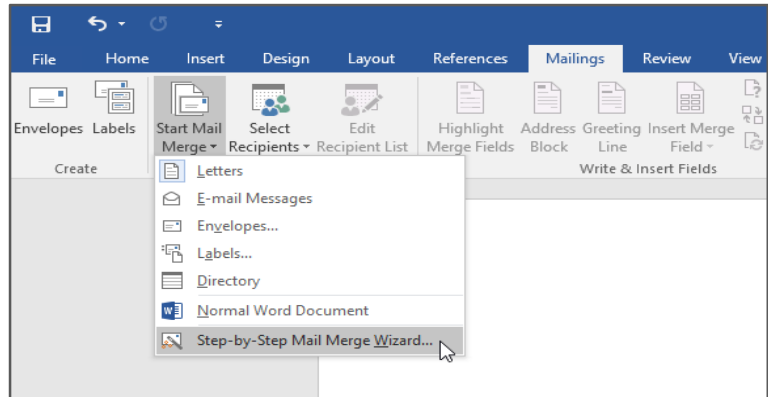 File Home Insert Design Layout References Mailings Review View
Envelopes Labels Start Mail Select Edit Highlight Address Greeting Insert Merge
Merge Recipients Recipient List Merge Fields Block Line Field
Create Write & Insert Fields
Letters
E-mail Messages
Envelopes...
Labels...
Directory
Normal Word Document
Step-by-Step Mail Merge Wizard...